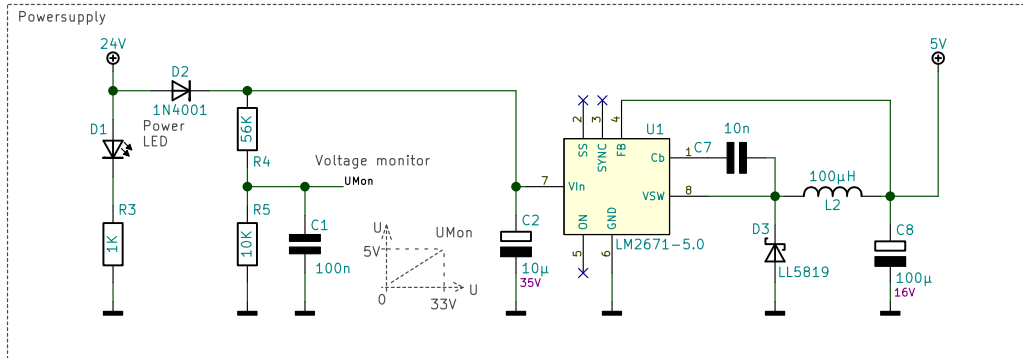 Powersupply
24V
5V
D2
1N4001
D1
Power
LED
56K
R4
Voltage monitor
UMon
R3
1K
R5
10K
C1
100n
U
5V
UMon
0
U
33V
C2
10µ
35V
7
2
3
4
SS
SYNC
FB
U1
Cb
VIn
VSW
ON
GND
LM2671-5.0
5
6
1
8
C7
10n
100µH
L2
D3
LL5819
C8
100µ
16V